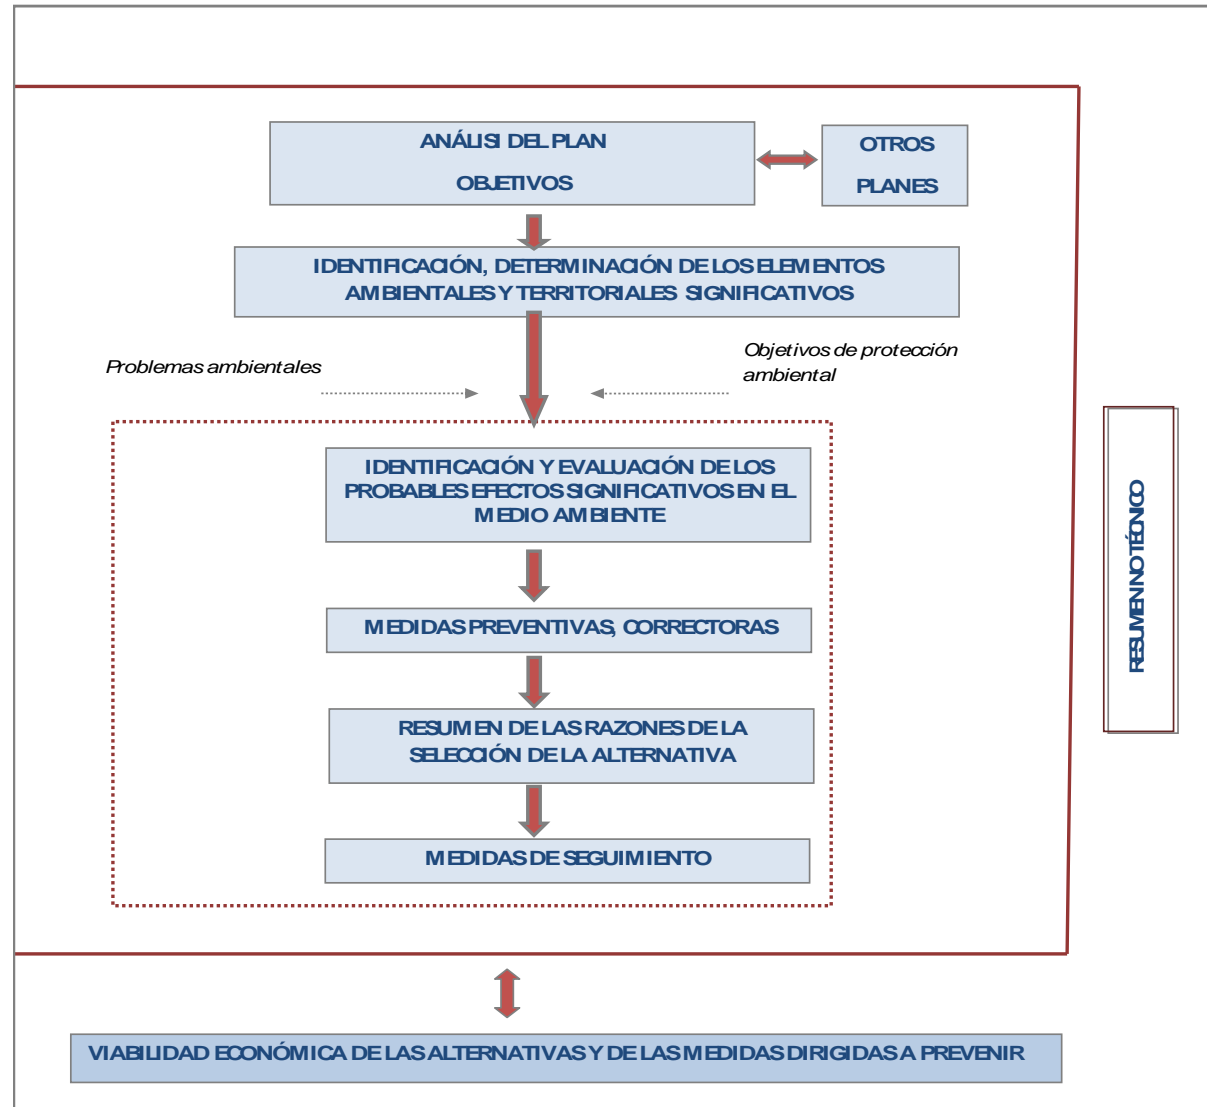 ANÁLISI DEL PLAN
OBJETIVOS
OTROS
PLANES
IDENTIFICACIÓN, DETERMINACIÓN DE LOS ELEMENTOS
AMBIENTALES Y TERRITORIALES SIGNIFICATIVOS
Problemas ambientales
Objetivos de protección
ambiental
IDENTIFICACIÓN Y EVALUACIÓN DE LOS
PROBABLES EFECTOS SIGNIFICATIVOS EN EL
MEDIO AMBIENTE
MEDIDAS PREVENTIVAS, CORRECTORAS
RESUMEN DE LAS RAZONES DE LA
SELECCIÓN DE LA ALTERNATIVA
MEDIDAS DE SEGUIMIENTO
RESUMEN NO TÉCNICO
VIABILIDAD ECONÓMICA DE LAS ALTERNATIVAS Y DE LAS MEDIDAS DIRIGIDAS A PREVENIR